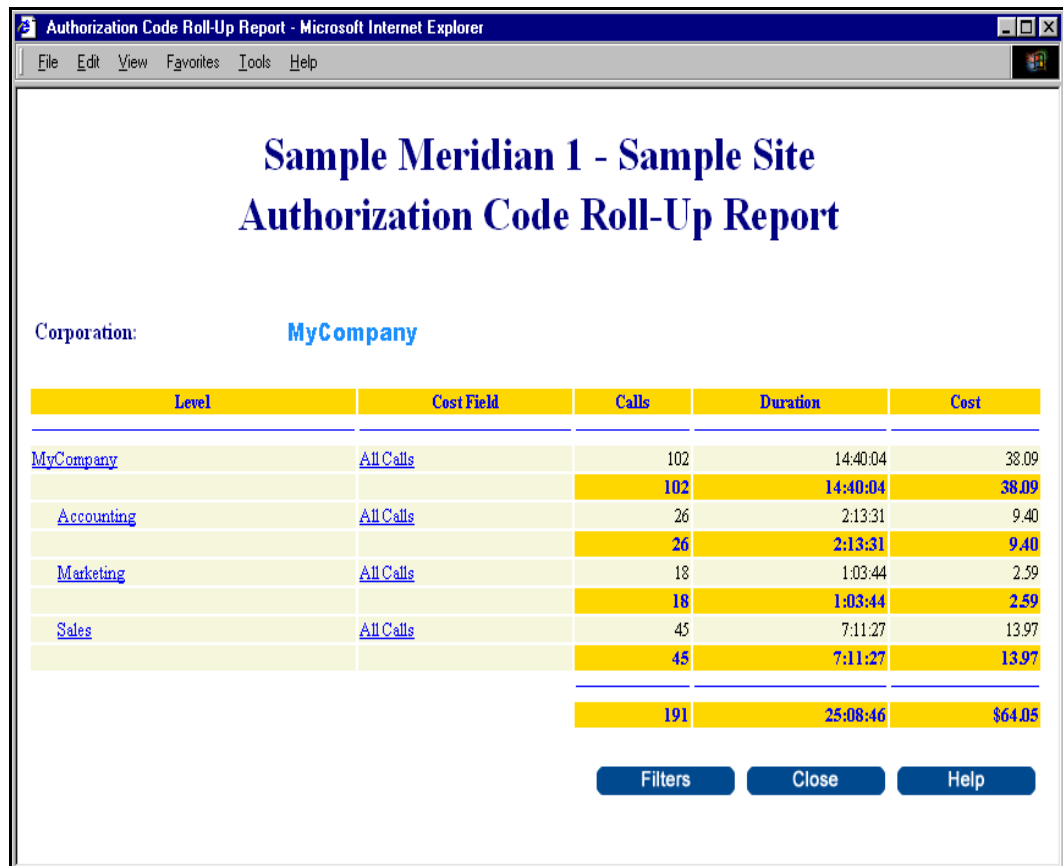 Authorization Code Roll-Up Report - Microsoft Internet Explorer
File Edit View Favorites Tools Help
Sample Meridian 1 - Sample Site
Authorization Code Roll-Up Report
Corporation: MyCompany
Level Cost Field Calls Duration Cost
MyCompany All Calls 102 14:40:04 38.09
102 14:40:04 38.09
Accounting All Calls 26 2:13:31 9.40
26 2:13:31 9.40
Marketing All Calls 18 1:03:44 2.59
18 1:03:44 2.59
Sales All Calls 45 7:11:27 13.97
45 7:11:27 13.97
191 25:08:46 $64.05
Filters Close Help